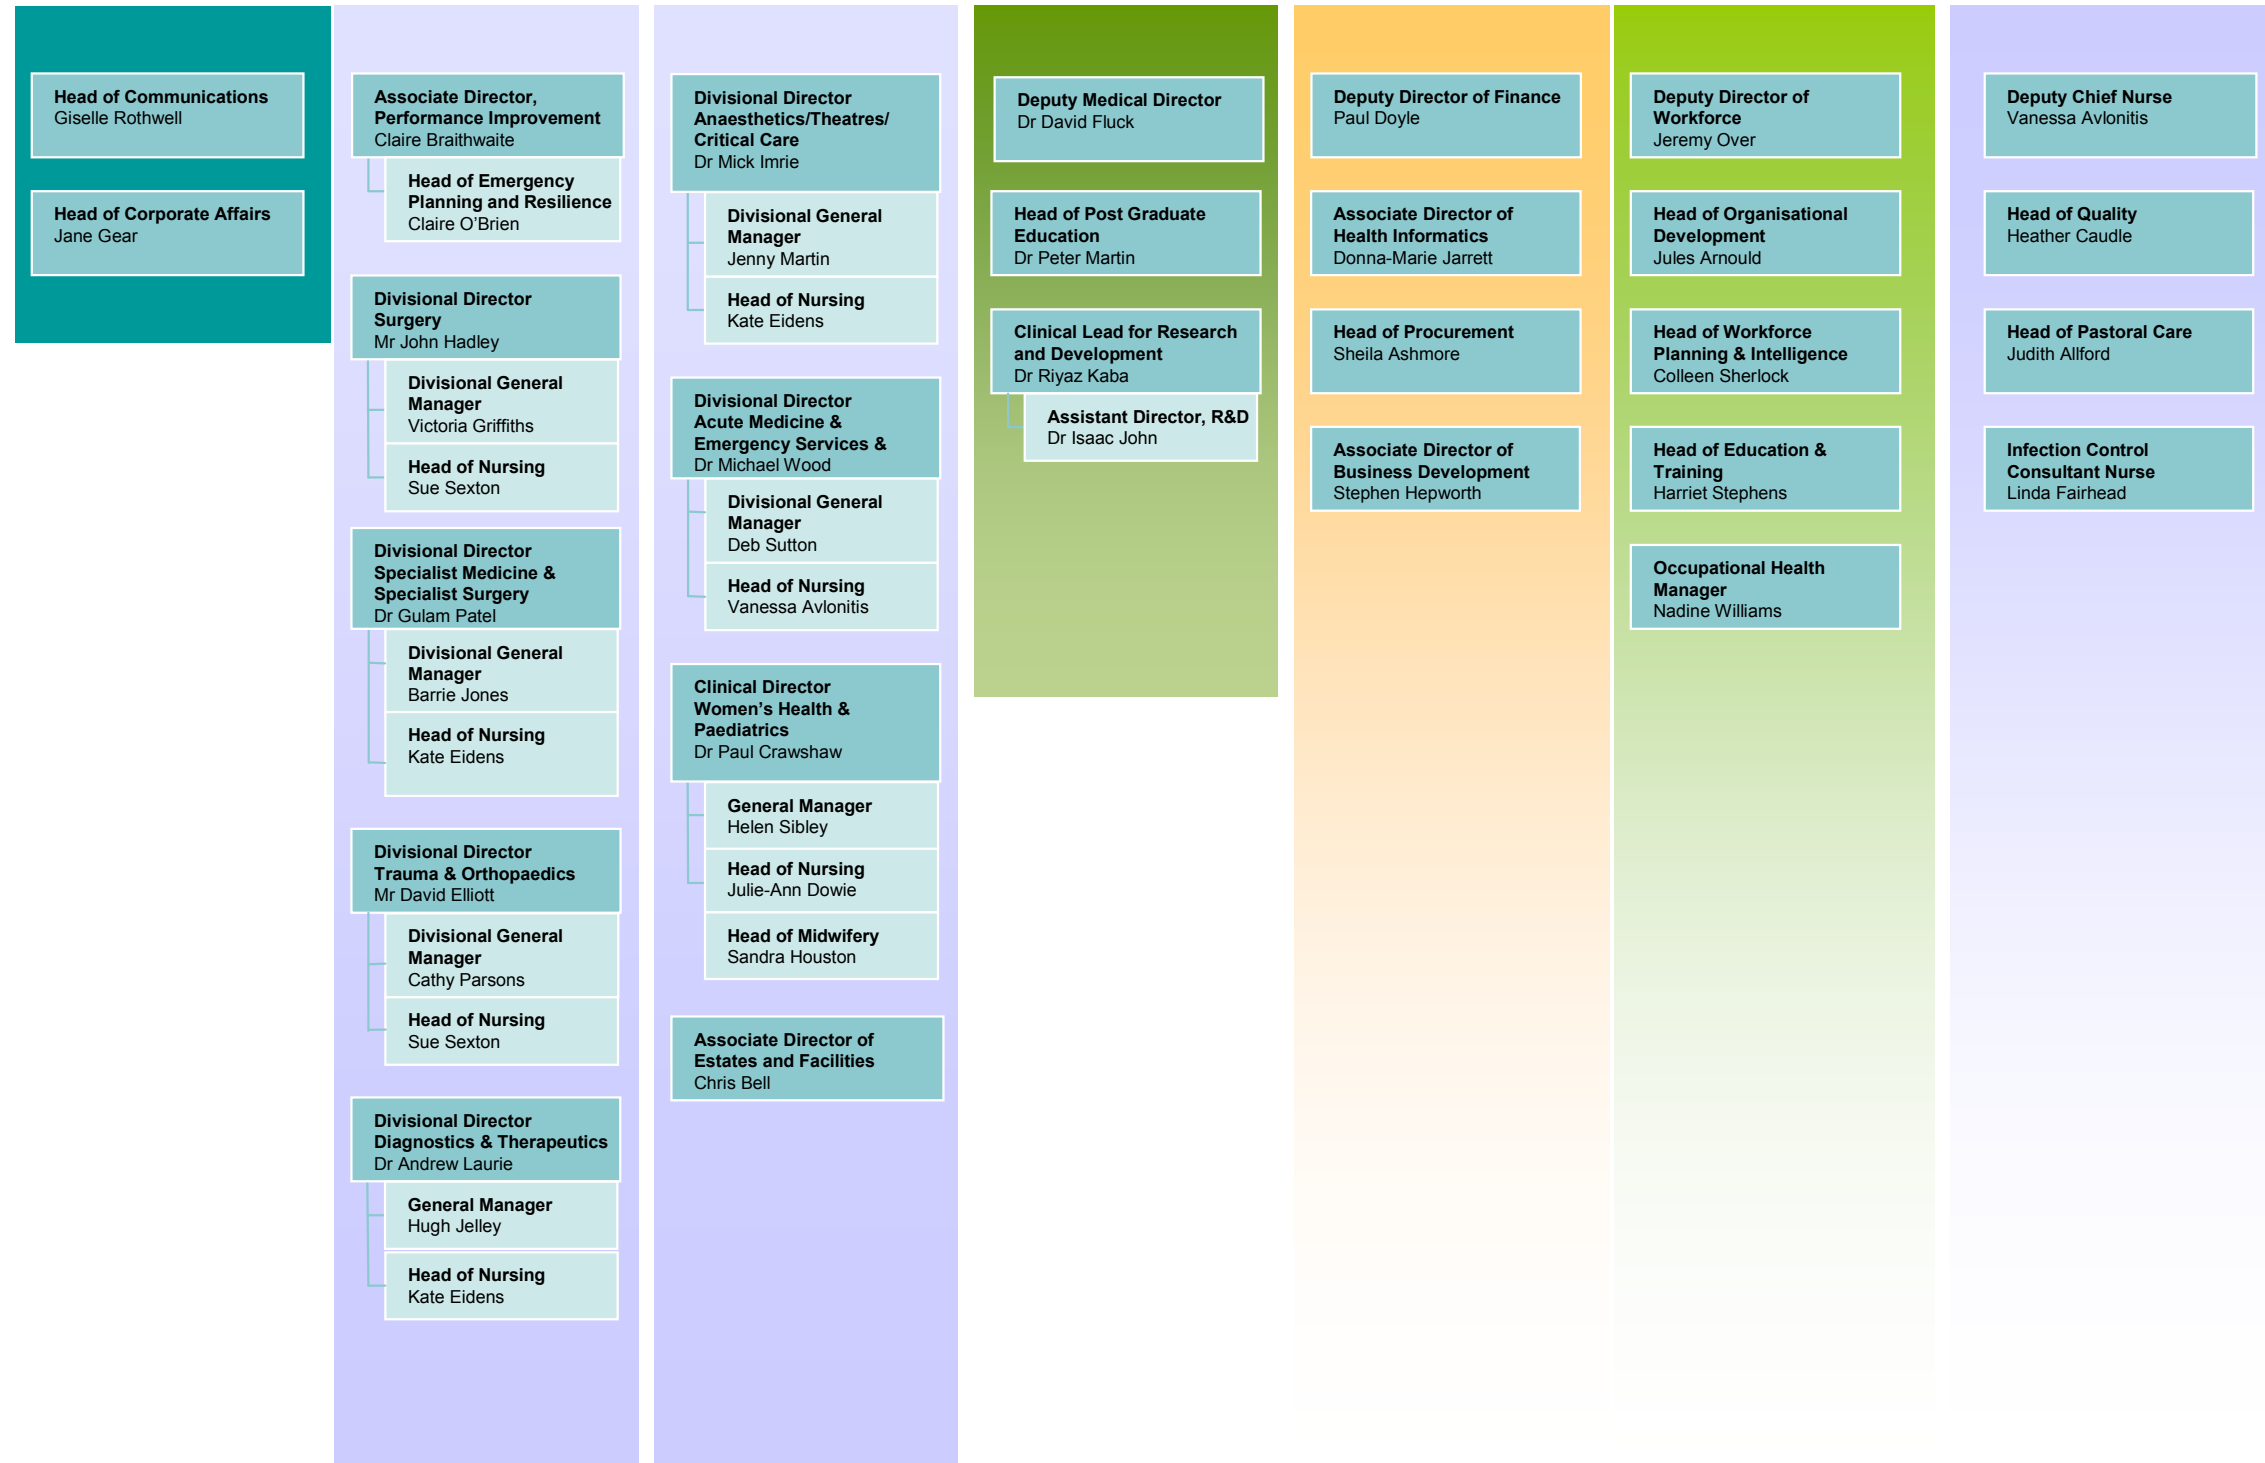 Head of Communications
Giselle Rothwell
Head of Corporate Affairs
Jane Gear
Associate Director,
Performance Improvement
Claire Braithwaite
Head of Emergency
Planning and Resilience
Claire O’Brien
Divisional Director
Surgery
Mr John Hadley
Divisional General
Manager
Victoria Griffiths
Head of Nursing
Sue Sexton
Divisional Director
Specialist Medicine &
Specialist Surgery
Dr Gulam Patel
Divisional General
Manager
Barrie Jones
Head of Nursing
Kate Eidens
Divisional Director
Trauma & Orthopaedics
Mr David Elliott
Divisional General
Manager
Cathy Parsons
Head of Nursing
Sue Sexton
Divisional Director
Diagnostics & Therapeutics
Dr Andrew Laurie
General Manager
Hugh Jelley
Head of Nursing
Kate Eidens
Divisional Director
Anaesthetics/Theatres/
Critical Care
Dr Mick Imrie
Divisional General
Manager
Jenny Martin
Head of Nursing
Kate Eidens
Divisional Director
Acute Medicine &
Emergency Services &
Dr Michael Wood
Divisional General
Manager
Deb Sutton
Head of Nursing
Vanessa Avlonitis
Clinical Director
Women’s Health &
Paediatrics
Dr Paul Crawshaw
General Manager
Helen Sibley
Head of Nursing
Julie-Ann Dowie
Head of Midwifery
Sandra Houston
Associate Director of
Estates and Facilities
Chris Bell
Deputy Medical Director
Dr David Fluck
Head of Post Graduate
Education
Dr Peter Martin
Clinical Lead for Research
and Development
Dr Riyaz Kaba
Assistant Director, R&D
Dr Isaac John
Deputy Director of Finance
Paul Doyle
Associate Director of
Health Informatics
Donna-Marie Jarrett
Head of Procurement
Sheila Ashmore
Associate Director of
Business Development
Stephen Hepworth
Deputy Director of
Workforce
Jeremy Over
Head of Organisational
Development
Jules Arnould
Head of Workforce
Planning & Intelligence
Colleen Sherlock
Head of Education &
Training
Harriet Stephens
Occupational Health
Manager
Nadine Williams
Deputy Chief Nurse
Vanessa Avlonitis
Head of Quality
Heather Caudle
Head of Pastoral Care
Judith Allford
Infection Control
Consultant Nurse
Linda Fairhead